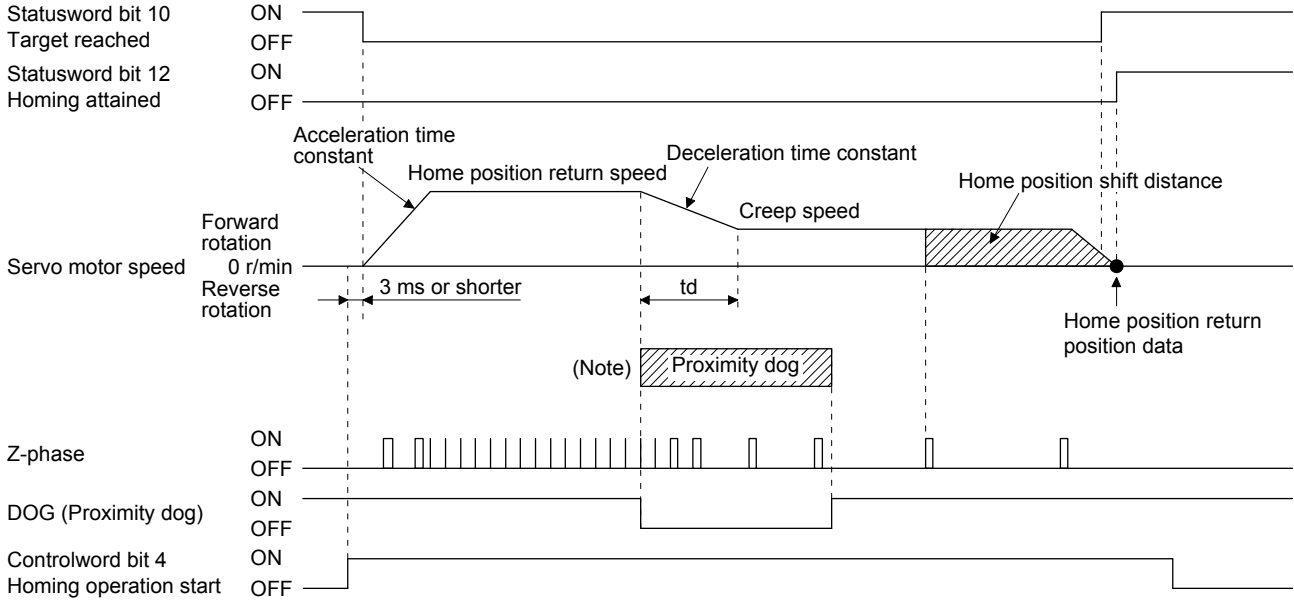 Statusword bit 10 ON
Target reached OFF
Statusword bit 12 ON
Homing attained OFF
Acceleration time
constant
Home position return speed
Deceleration time constant
Creep speed
Home position shift distance
Forward
rotation
Servo motor speed 0 r/min
Reverse
rotation
3 ms or shorter
td
Home position return
position data
(Note) Proximity dog
Z-phase ON
OFF
DOG (Proximity dog) ON
OFF
Controlword bit 4 ON
Homing operation start OFF